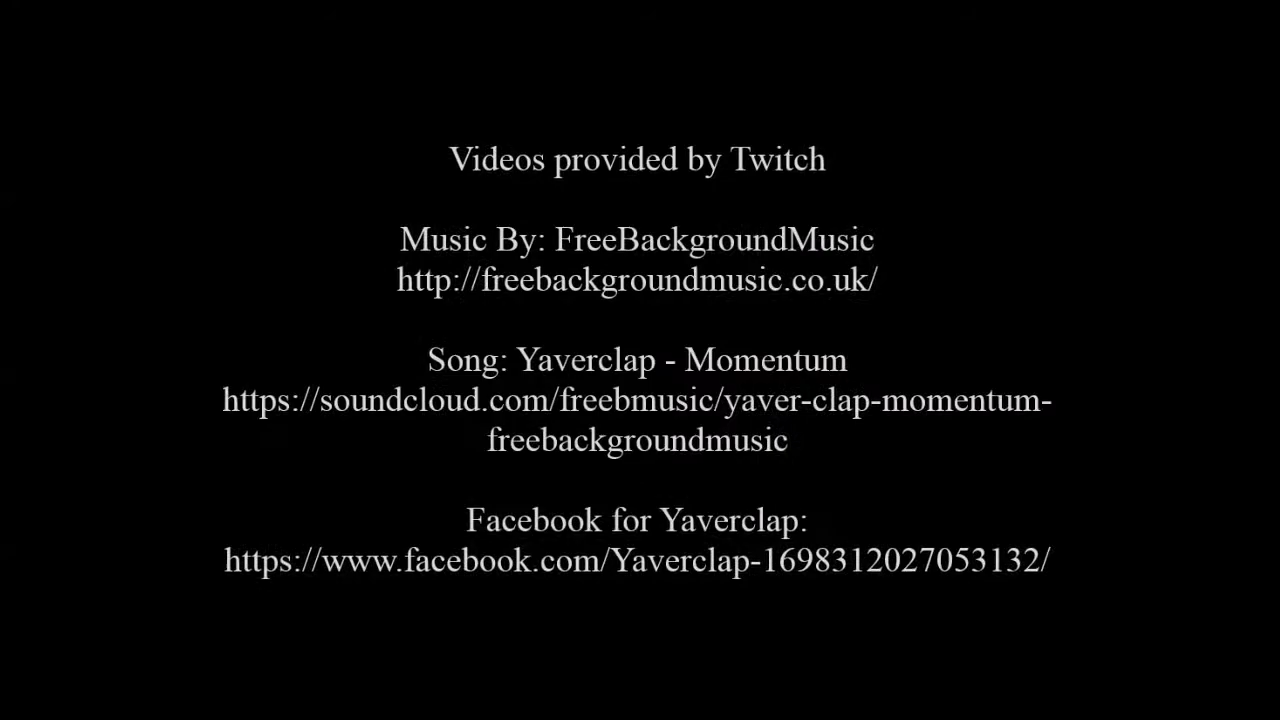 Videos provided by Twitch
Music By: FreeBackgroundMusic
http://freebackgroundmusic.co.uk/
Song: Yaverclap - Momentum
https://soundcloud.com/freebmusic/yaver-clap-momentum-
freebackgroundmusic
Facebook for Yaverclap:
https://www.facebook.com/Yaverclap-1698312027053132/